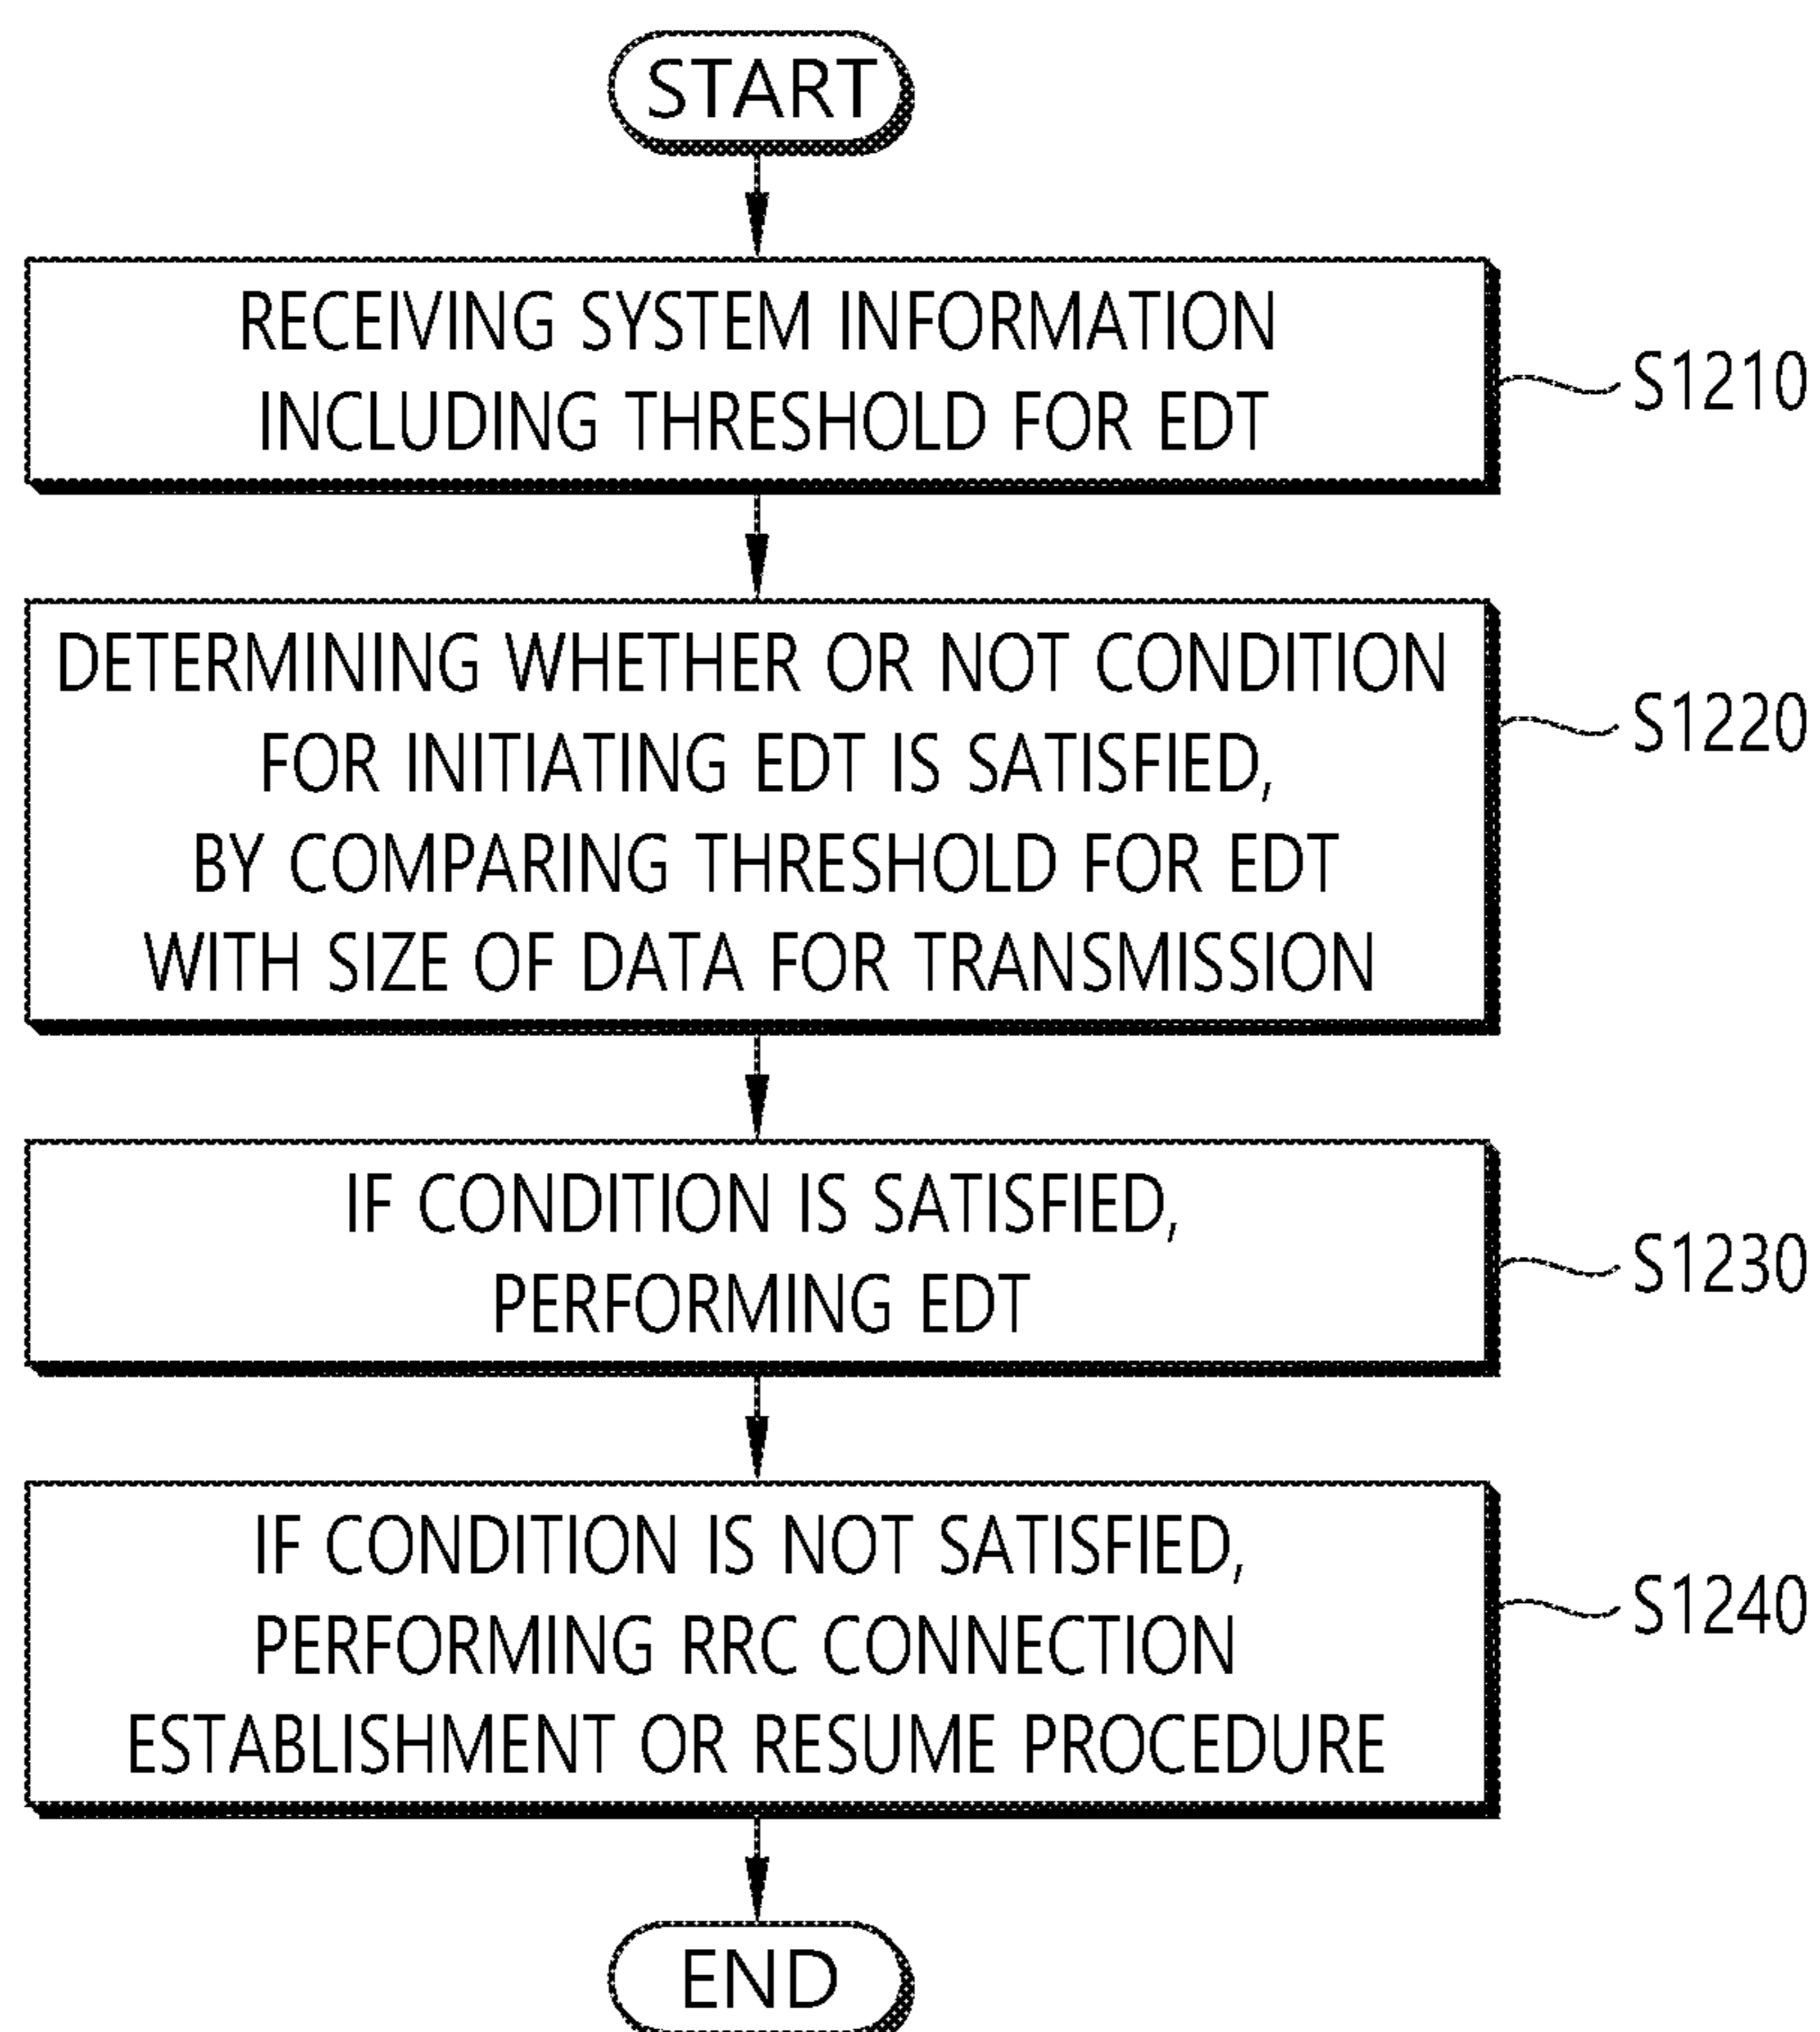 START
RECEIVING SYSTEM INFORMATION
INCLUDING THRESHOLD FOR EDT
S1210
DETERMINING WHETHER OR NOT CONDITION
FOR INITIATING EDT IS SATISFIED,
BY COMPARING THRESHOLD FOR EDT
WITH SIZE OF DATA FOR TRANSMISSION
S1220
IF CONDITION IS SATISFIED,
PERFORMING EDT
S1230
IF CONDITION IS NOT SATISFIED,
PERFORMING RRC CONNECTION
ESTABLISHMENT OR RESUME PROCEDURE
S1240
END